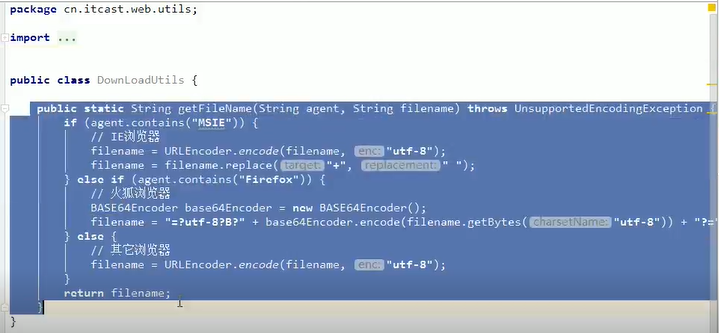 package cn.itcast.web.utils;
import ...
public class DownLoadUtils {
public static String getFileName(String agent, String filename) throws UnsupportedEncodingException {
if (agent.contains("MSIE")) {
// IE浏览器
filename = URLEncoder.encode(filename, enc: "utf-8");
filename = filename.replace( target: "+", replacement: " ");
} else if (agent.contains("Firefox")) {
// 火狐浏览器
BASE64Encoder base64Encoder = new BASE64Encoder();
filename = "=?utf-8?B?" + base64Encoder.encode(filename.getBytes( charsetName: "utf-8")) + "?="
} else {
// 其它浏览器
filename = URLEncoder.encode(filename, enc: "utf-8");
}
return filename;
}
}